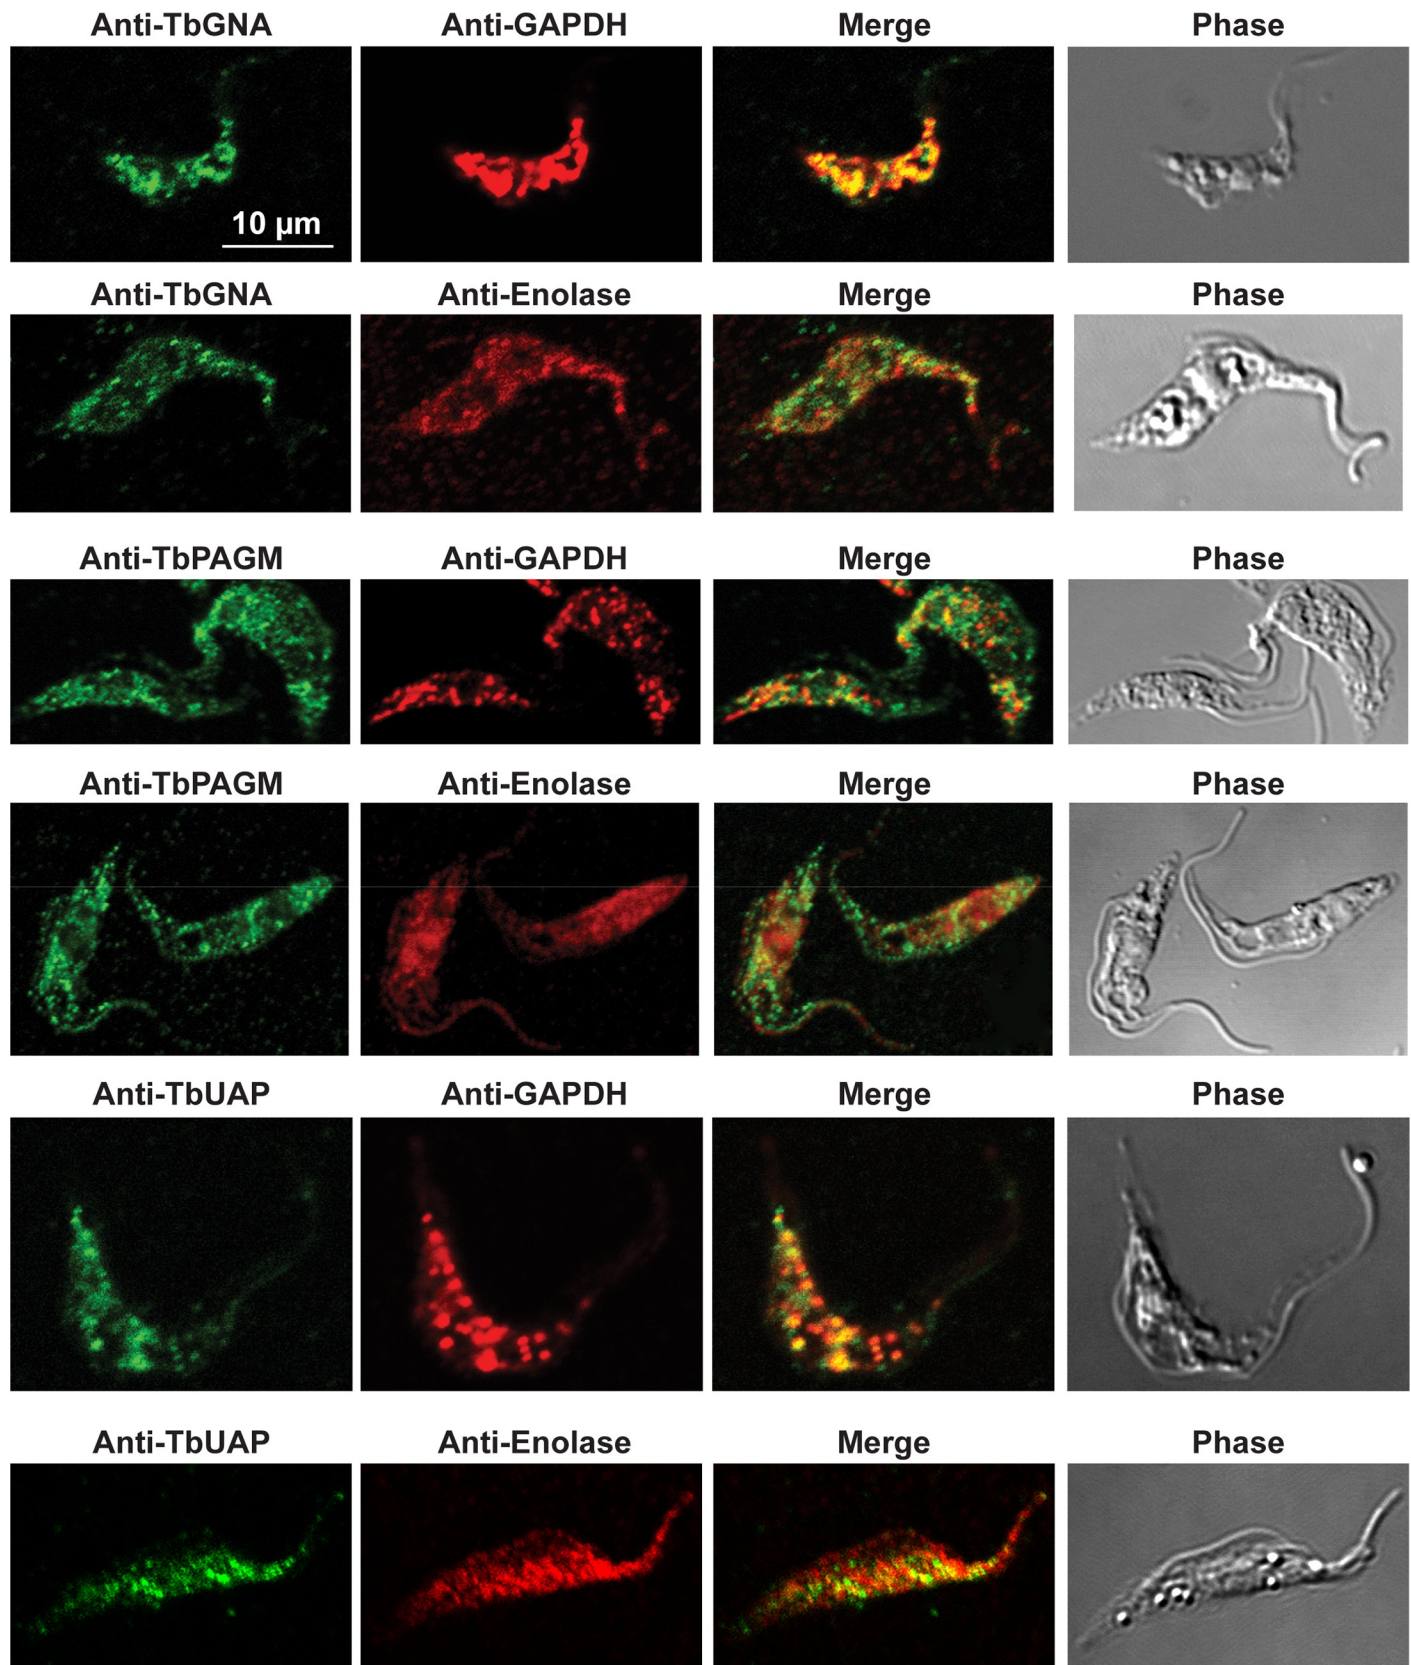 Anti-TbGNA Anti-GAPDH Merge Phase
10 µm
Anti-TbGNA Anti-Enolase Merge Phase
Anti-TbPAGM Anti-GAPDH Merge Phase
Anti-TbPAGM Anti-Enolase Merge Phase
Anti-TbUAP Anti-GAPDH Merge Phase
Anti-TbUAP Anti-Enolase Merge Phase